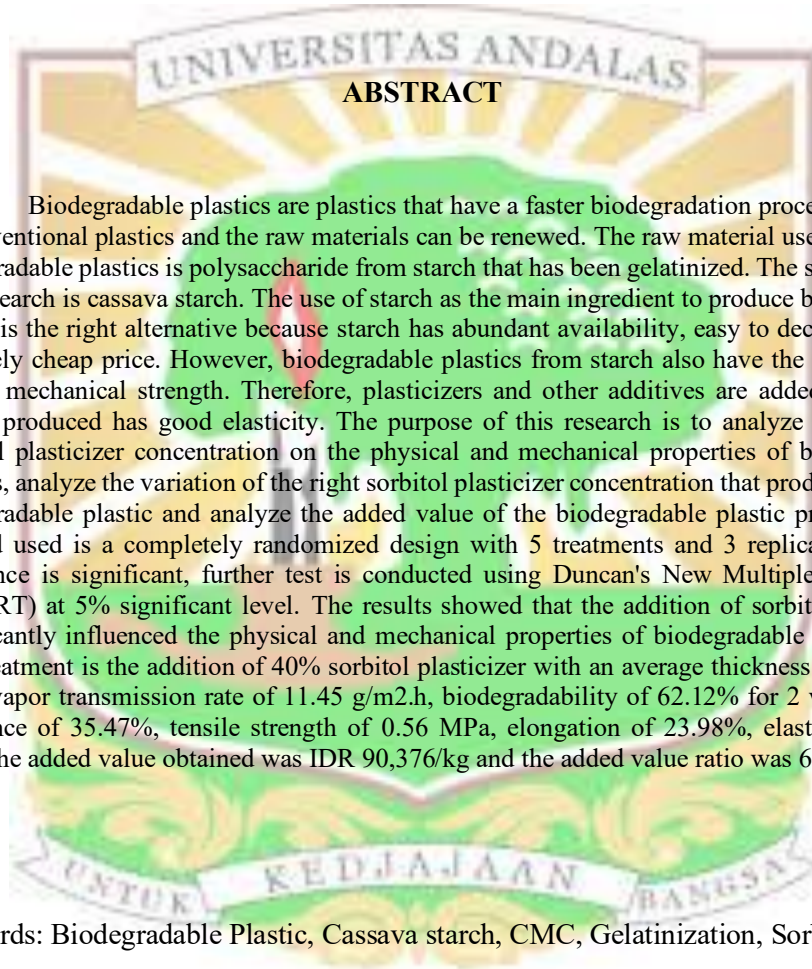 UNIVERSITAS ANDALAS
ABSTRACT
Biodegradable plastics are plastics that have a faster biodegradation proce
ventional plastics and the raw materials can be renewed. The raw material use
radable plastics is polysaccharide from starch that has been gelatinized. The s
search is cassava starch. The use of starch as the main ingredient to produce b
is the right alternative because starch has abundant availability, easy to dec
ely cheap price. However, biodegradable plastics from starch also have the
mechanical strength. Therefore, plasticizers and other additives are added
produced has good elasticity. The purpose of this research is to analyze
l plasticizer concentration on the physical and mechanical properties of b
s, analyze the variation of the right sorbitol plasticizer concentration that prod
radable plastic and analyze the added value of the biodegradable plastic pr
d used is a completely randomized design with 5 treatments and 3 replica
nce is significant, further test is conducted using Duncan's New Multiple
RT) at 5% significant level. The results showed that the addition of sorbit
cantly influenced the physical and mechanical properties of biodegradable
eatment is the addition of 40% sorbitol plasticizer with an average thickness
vapor transmission rate of 11.45 g/m2.h, biodegradability of 62.12% for 2 
nce of 35.47%, tensile strength of 0.56 MPa, elongation of 23.98%, elast
he added value obtained was IDR 90,376/kg and the added value ratio was 6
UNTUK KEDJAJAAN BANGSA
rds: Biodegradable Plastic, Cassava starch, CMC, Gelatinization, Sor